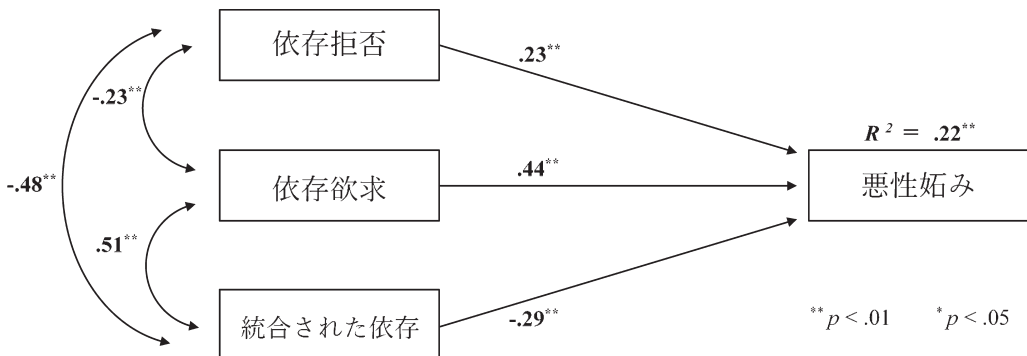 依存拒否
.23**
-.23**
R² = .22**
-.48**
依存欲求
.44**
悪性妬み
.51**
統合された依存
-.29**
** p < .01 * p < .05